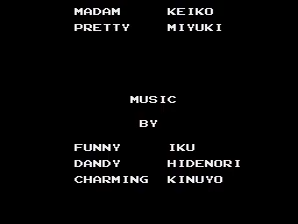 MADAM KEIKO
PRETTY MIYUKI
MUSIC
BY
FUNNY IKU
DANDY HIDENORI
CHARMING KINUYO